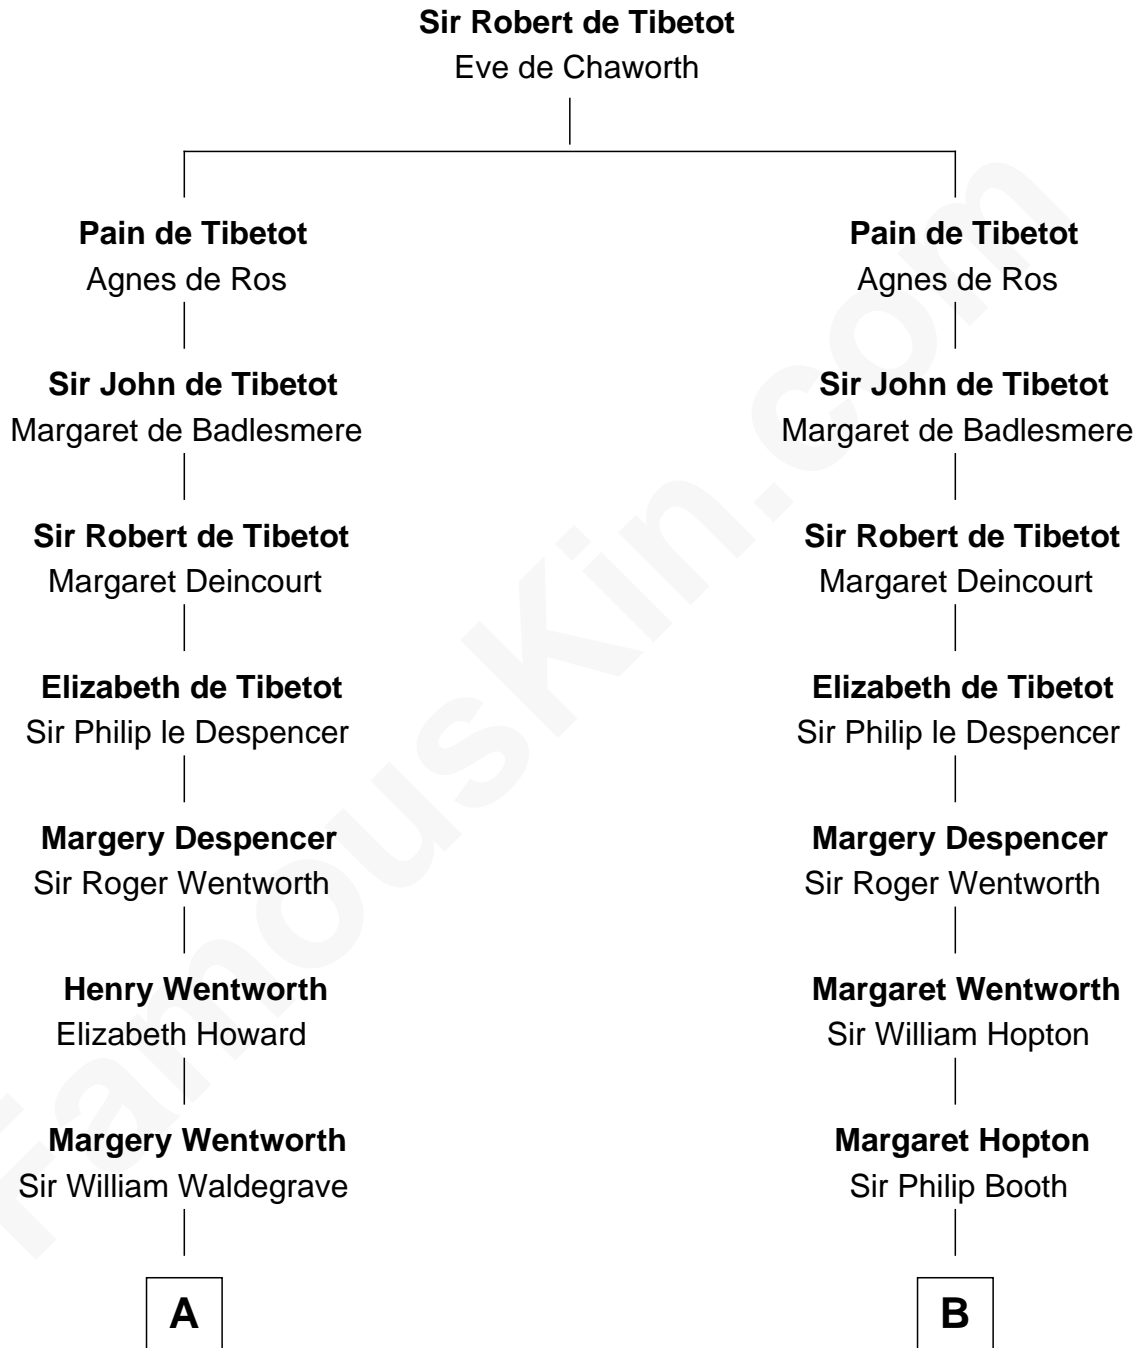 Sir Robert de Tibetot
Eve de Chaworth
Pain de Tibetot
Agnes de Ros
Sir John de Tibetot
Margaret de Badlesmere
Sir Robert de Tibetot
Margaret Deincourt
Elizabeth de Tibetot
Sir Philip le Despencer
Margery Despencer
Sir Roger Wentworth
Henry Wentworth
Elizabeth Howard
Margery Wentworth
Sir William Waldegrave
A
Pain de Tibetot
Agnes de Ros
Sir John de Tibetot
Margaret de Badlesmere
Sir Robert de Tibetot
Margaret Deincourt
Elizabeth de Tibetot
Sir Philip le Despencer
Margery Despencer
Sir Roger Wentworth
Margaret Wentworth
Sir William Hopton
Margaret Hopton
Sir Philip Booth
B
FamousKin.com